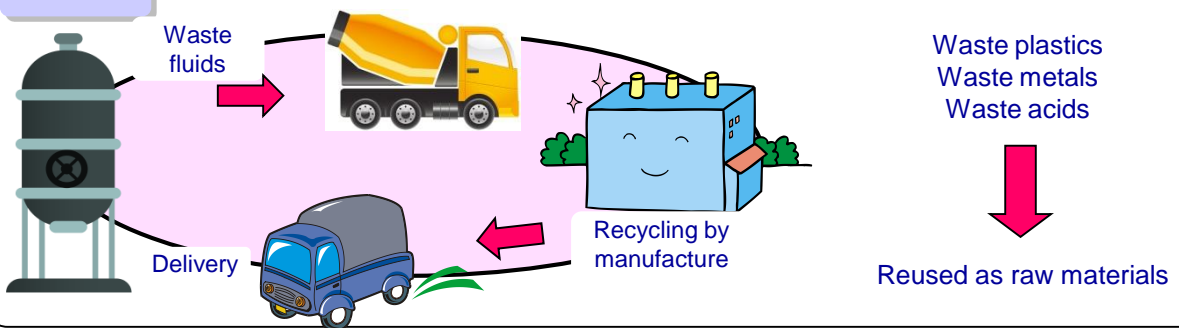 Waste
fluids
Delivery
Recycling by
manufacture
Waste plastics
Waste metals
Waste acids
Reused as raw materials